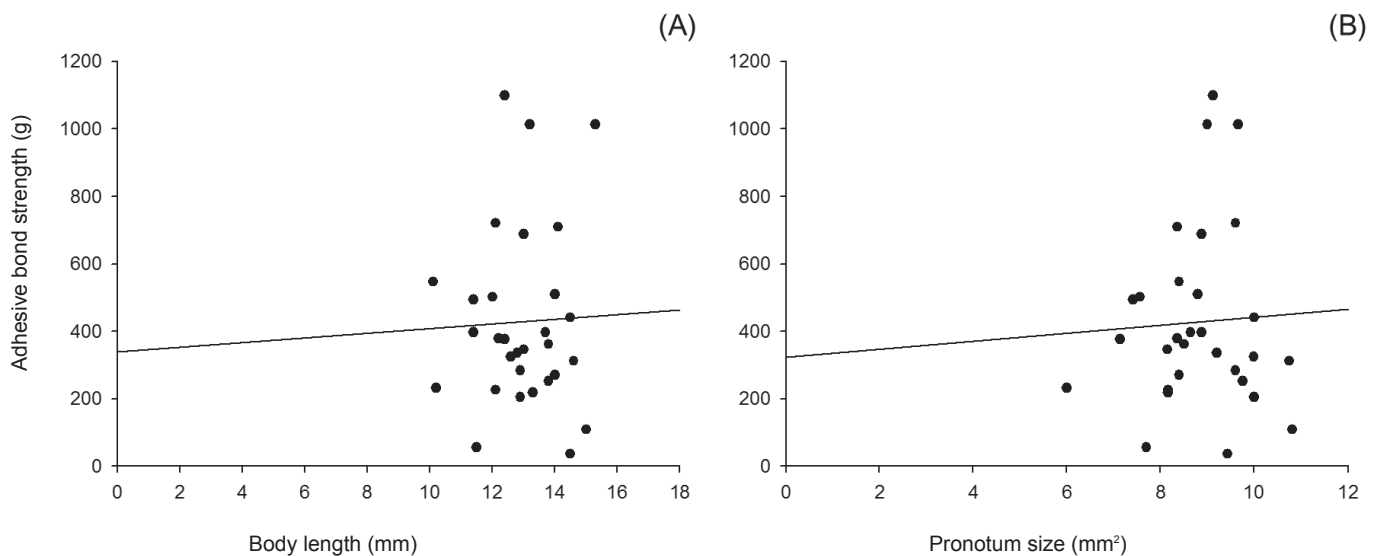 (A)
(B)
Adhesive bond strength (g)
1200
1000
800
600
400
200
0
0 2 4 6 8 10 12 14 16 18
Body length (mm)
1200
1000
800
600
400
200
0
0 2 4 6 8 10 12
Pronotum size (mm²)